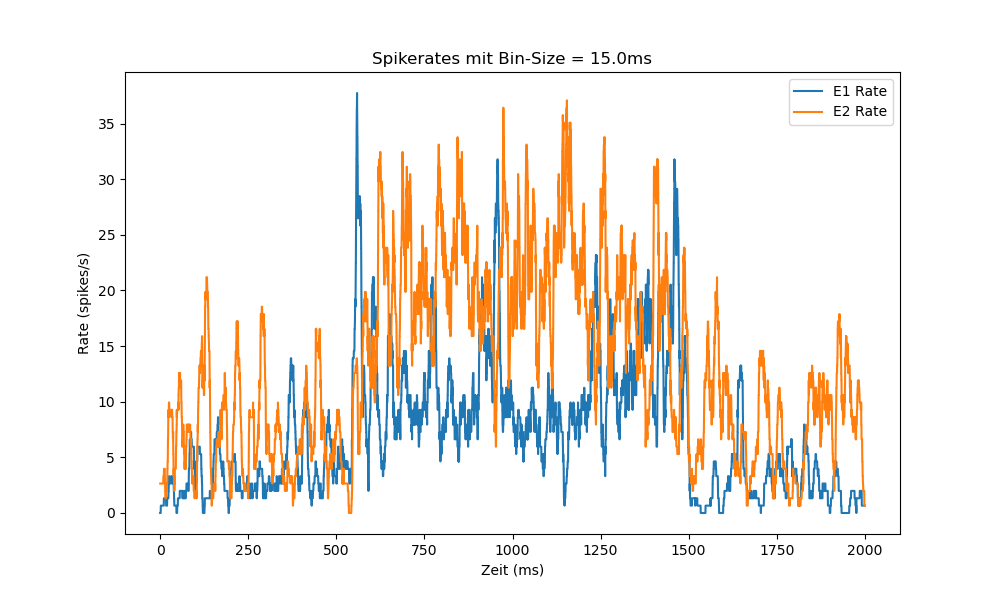 Spikerates mit Bin-Size = 15.0ms
E1 Rate
E2 Rate
35
30
25
20
15
10
5
0
Rate (spikes/s)
0 250 500 750 1000 1250 1500 1750 2000
Zeit (ms)